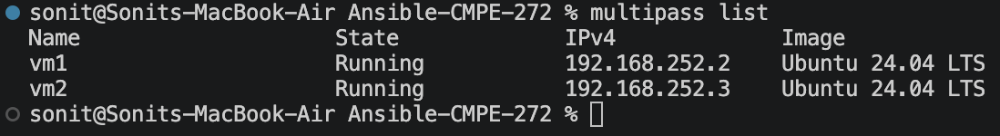 sonit@Sonits-MacBook-Air Ansible-CMPE-272 % multipass list
Name State IPv4 Image
vm1 Running 192.168.252.2 Ubuntu 24.04 LTS
vm2 Running 192.168.252.3 Ubuntu 24.04 LTS
sonit@Sonits-MacBook-Air Ansible-CMPE-272 %